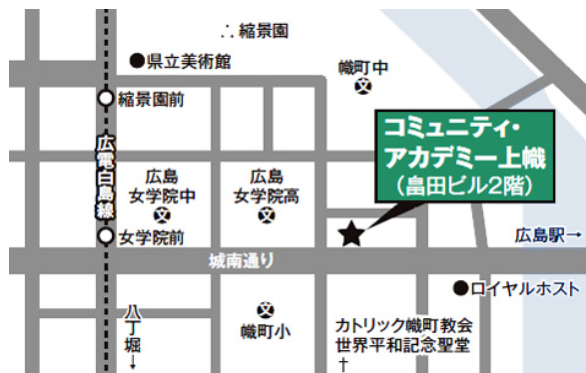 ∴ 縮景園
●県立美術館
幟町中
縮景園前
コミュニティ・
アカデミー上幟
(畠田ビル2階)
広電白島線
広島
女学院中
広島
女学院高
女学院前
広島駅→
城南通り
●ロイヤルホスト
八丁堀↓
幟町小
カトリック幟町教会
世界平和記念聖堂
†